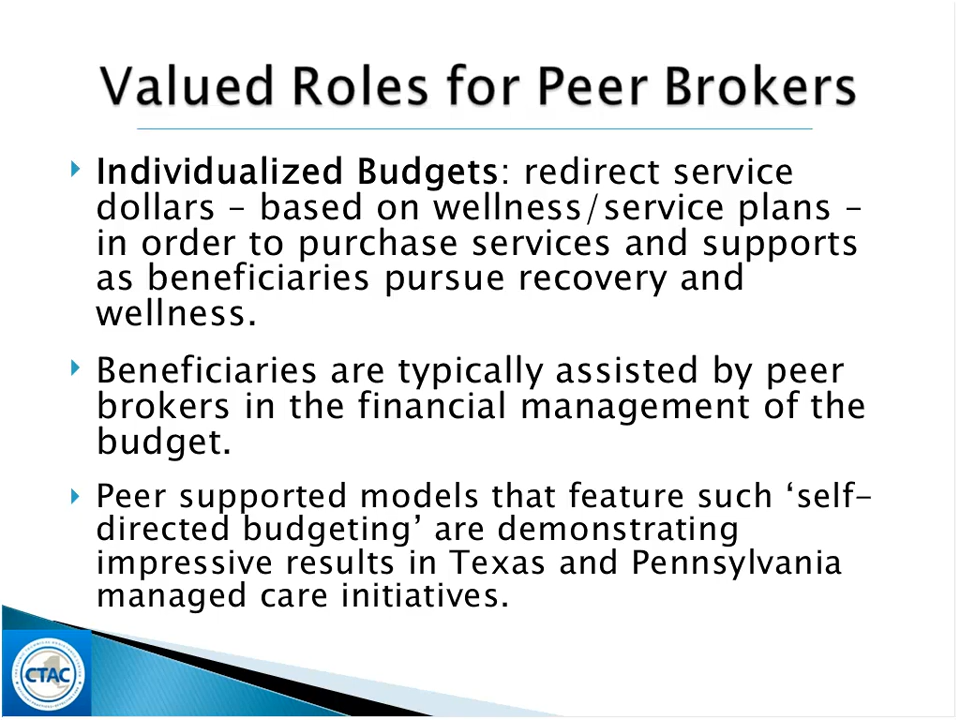 Valued Roles for Peer Brokers
Individualized Budgets: redirect service
dollars – based on wellness/service plans –
in order to purchase services and supports
as beneficiaries pursue recovery and
wellness.
Beneficiaries are typically assisted by peer
brokers in the financial management of the
budget.
Peer supported models that feature such ‘self-
directed budgeting’ are demonstrating
impressive results in Texas and Pennsylvania
managed care initiatives.
CTAC